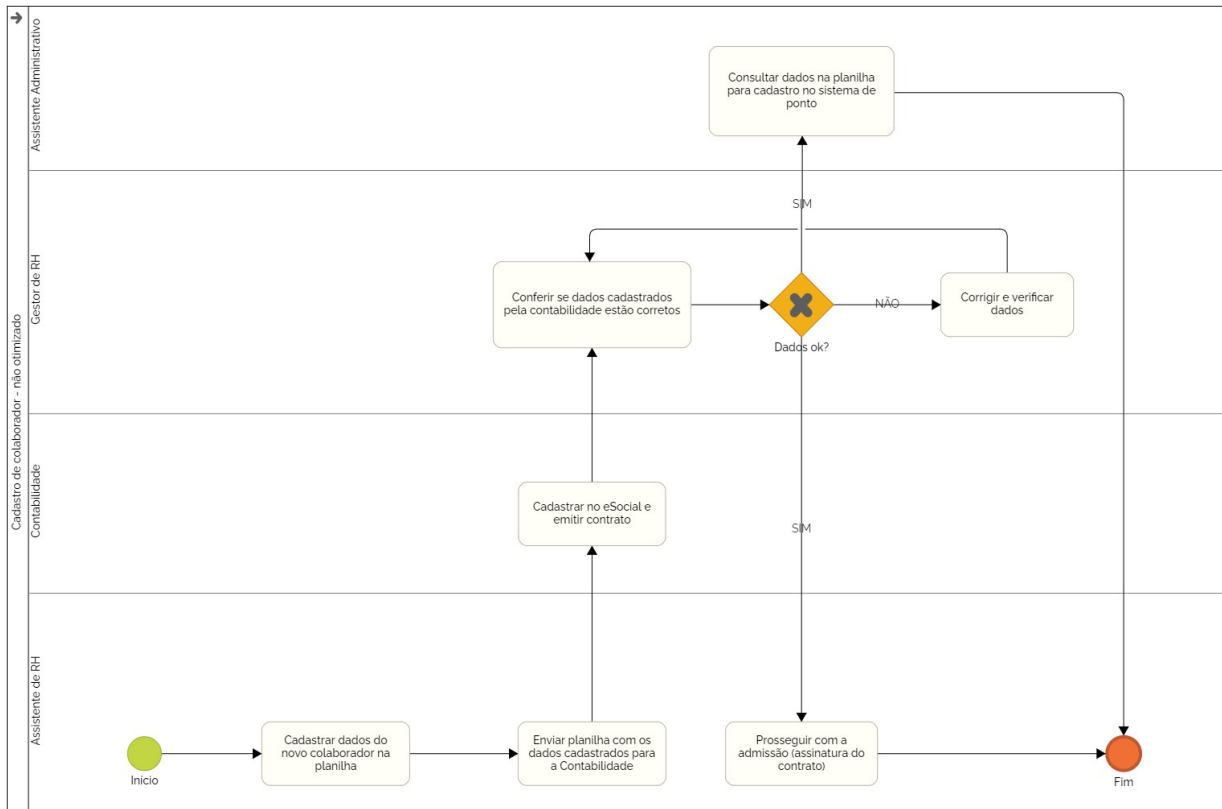 Cadastro de colaborador - não otimizado
Assistente Administrativo
Consultar dados na planilha
para cadastro no sistema de
ponto
Gestor de RH
SIM
Conferir se dados cadastrados
pela contabilidade estão corretos
NÃO
Corrigir e verificar
dados
Dados ok?
Contabilidade
Cadastrar no eSocial e
emitir contrato
SIM
Assistente de RH
Início
Cadastrar dados do
novo colaborador na
planilha
Enviar planilha com os
dados cadastrados para
a Contabilidade
Prosseguir com a
admissão (assinatura do
contrato)
Fim